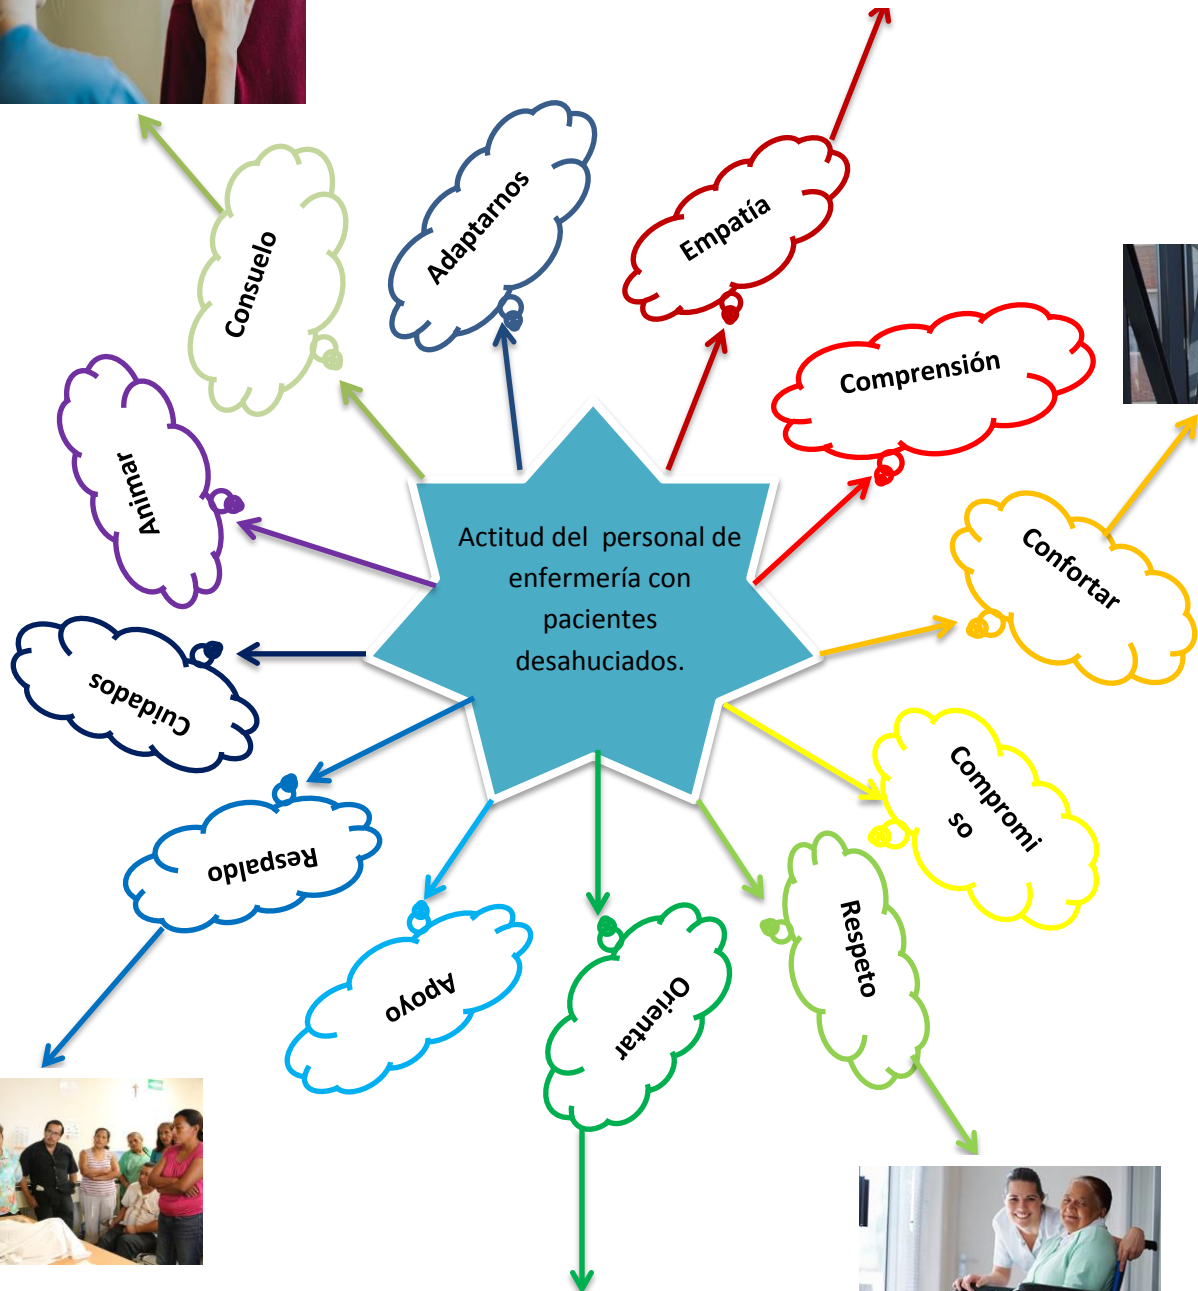 Adaptarnos
Empatía
Consuelo
Comprensión
Animar
Actitud del  personal de
enfermería con
pacientes
desahuciados.
Confortar
Cuidados
Compromi
so
Respaldo
Respeto
Apoyo
Orientar